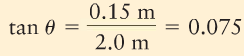 tan θ = 0.15 m / 2.0 m = 0.075